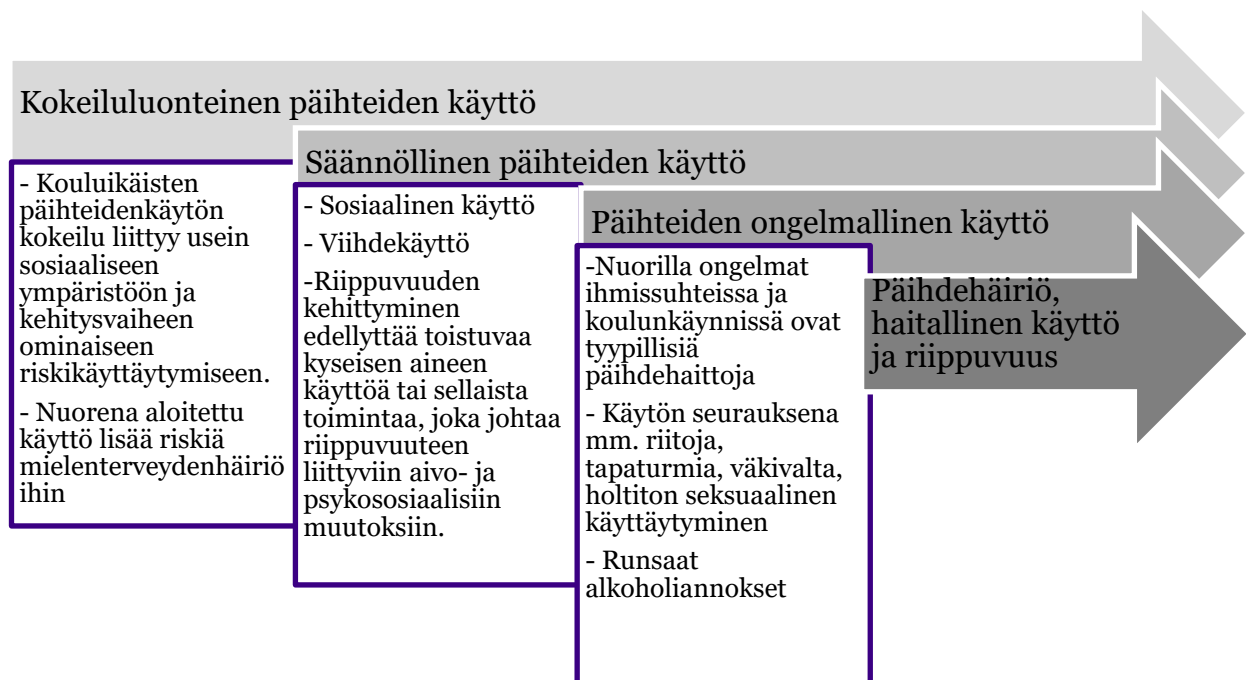 Kokeiluluonteinen päihteiden käyttö
- Kouluikäisten
päihteidenkäytön
kokeilu liittyy usein
sosiaaliseen
ympäristöön ja
kehitysvaiheen
ominaiseen
riskikäyttäytymiseen.
- Nuorena aloitettu
käyttö lisää riskiä
mielenterveydenhäiriö
ihin
Säännöllinen päihteiden käyttö
- Sosiaalinen käyttö
- Viihdekäyttö
-Riippuvuuden
kehittyminen
edellyttää toistuvaa
kyseisen aineen
käyttöä tai sellaista
toimintaa, joka johtaa
riippuvuuteen
liittyviin aivo- ja
psykososiaalisiin
muutoksiin.
Päihteiden ongelmallinen käyttö
-Nuorilla ongelmat
ihmissuhteissa ja
koulunkäynnissä ovat
tyypillisiä
päihdehaittoja
- Käytön seurauksena
mm. riitoja,
tapaturmia, väkivalta,
holtiton seksuaalinen
käyttäytyminen
- Runsaat
alkoholiannokset
Päihdehäiriö,
haitallinen käyttö
ja riippuvuus